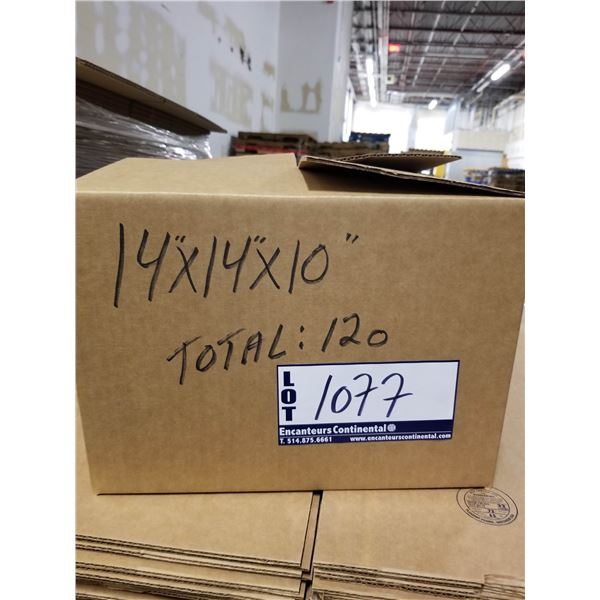 14"x14"x10"
TOTAL: 120
LOT
1077
Encanteurs Continental
T. 514.875.6661 www.encanteurscontinental.com